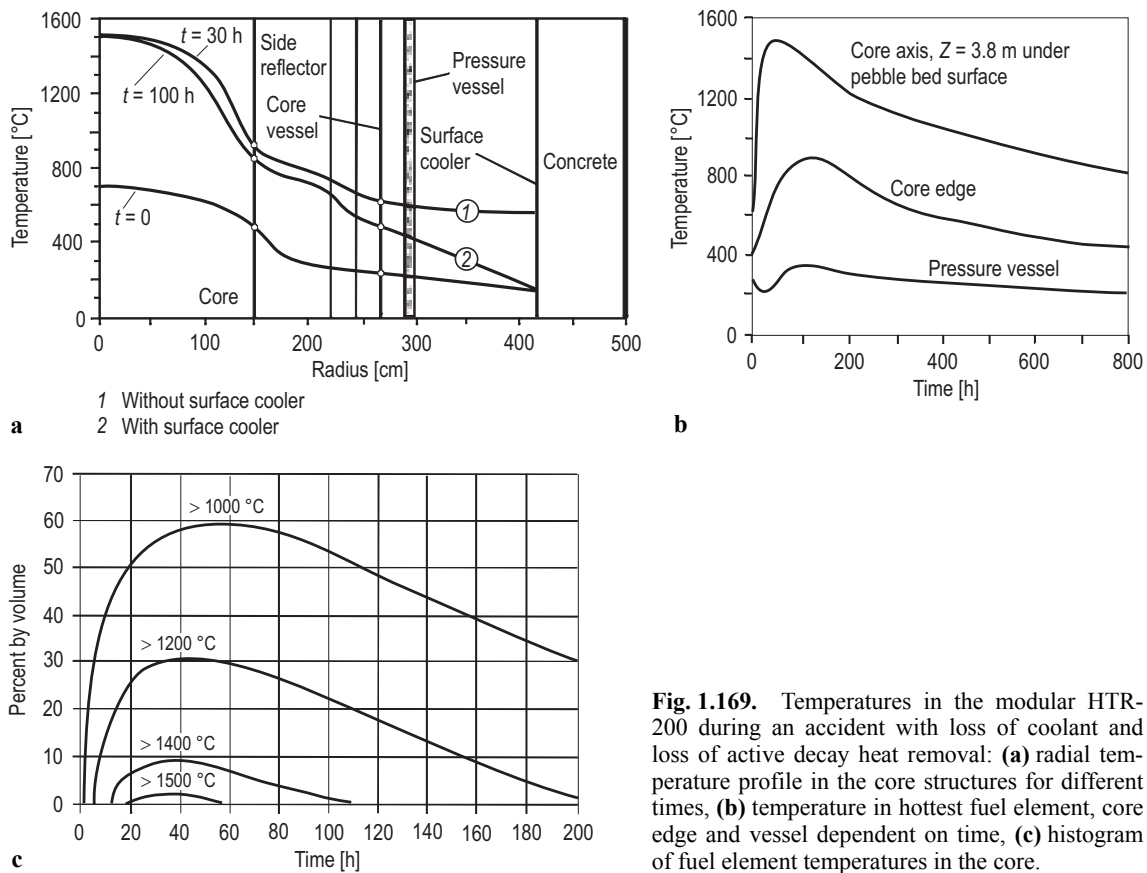 1600
1200
800
400
0
Temperature [°C]
t = 30 h
t = 100 h
t = 0
Side
reflector
Core
vessel
Pressure
vessel
Surface
cooler
Concrete
Core
0 100 200 300 400 500
Radius [cm]
1 Without surface cooler
2 With surface cooler
1
2
a
1600
1200
800
400
0
Temperature [°C]
Core axis, Z = 3.8 m under
pebble bed surface
Core edge
Pressure vessel
0 200 400 600 800
Time [h]
b
70
60
50
40
30
20
10
0
Percent by volume
> 1000 °C
> 1200 °C
> 1400 °C
> 1500 °C
0 20 40 60 80 100 120 140 160 180 200
Time [h]
c
Fig. 1.169. Temperatures in the modular HTR-
200 during an accident with loss of coolant and
loss of active decay heat removal: (a) radial tem-
perature profile in the core structures for different
times, (b) temperature in hottest fuel element, core
edge and vessel dependent on time, (c) histogram
of fuel element temperatures in the core.